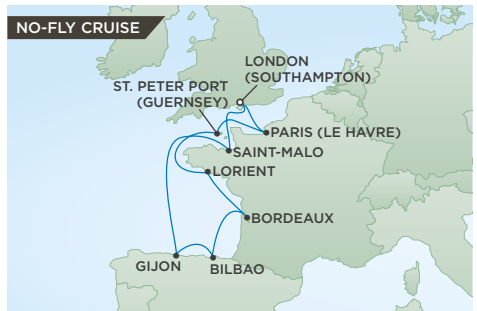 NO-FLY CRUISE
LONDON
(SOUTHAMPTON)
ST. PETER PORT
(GUERNSEY)
PARIS (LE HAVRE)
SAINT-MALO
LORIENT
BORDEAUX
GIJON
BILBAO